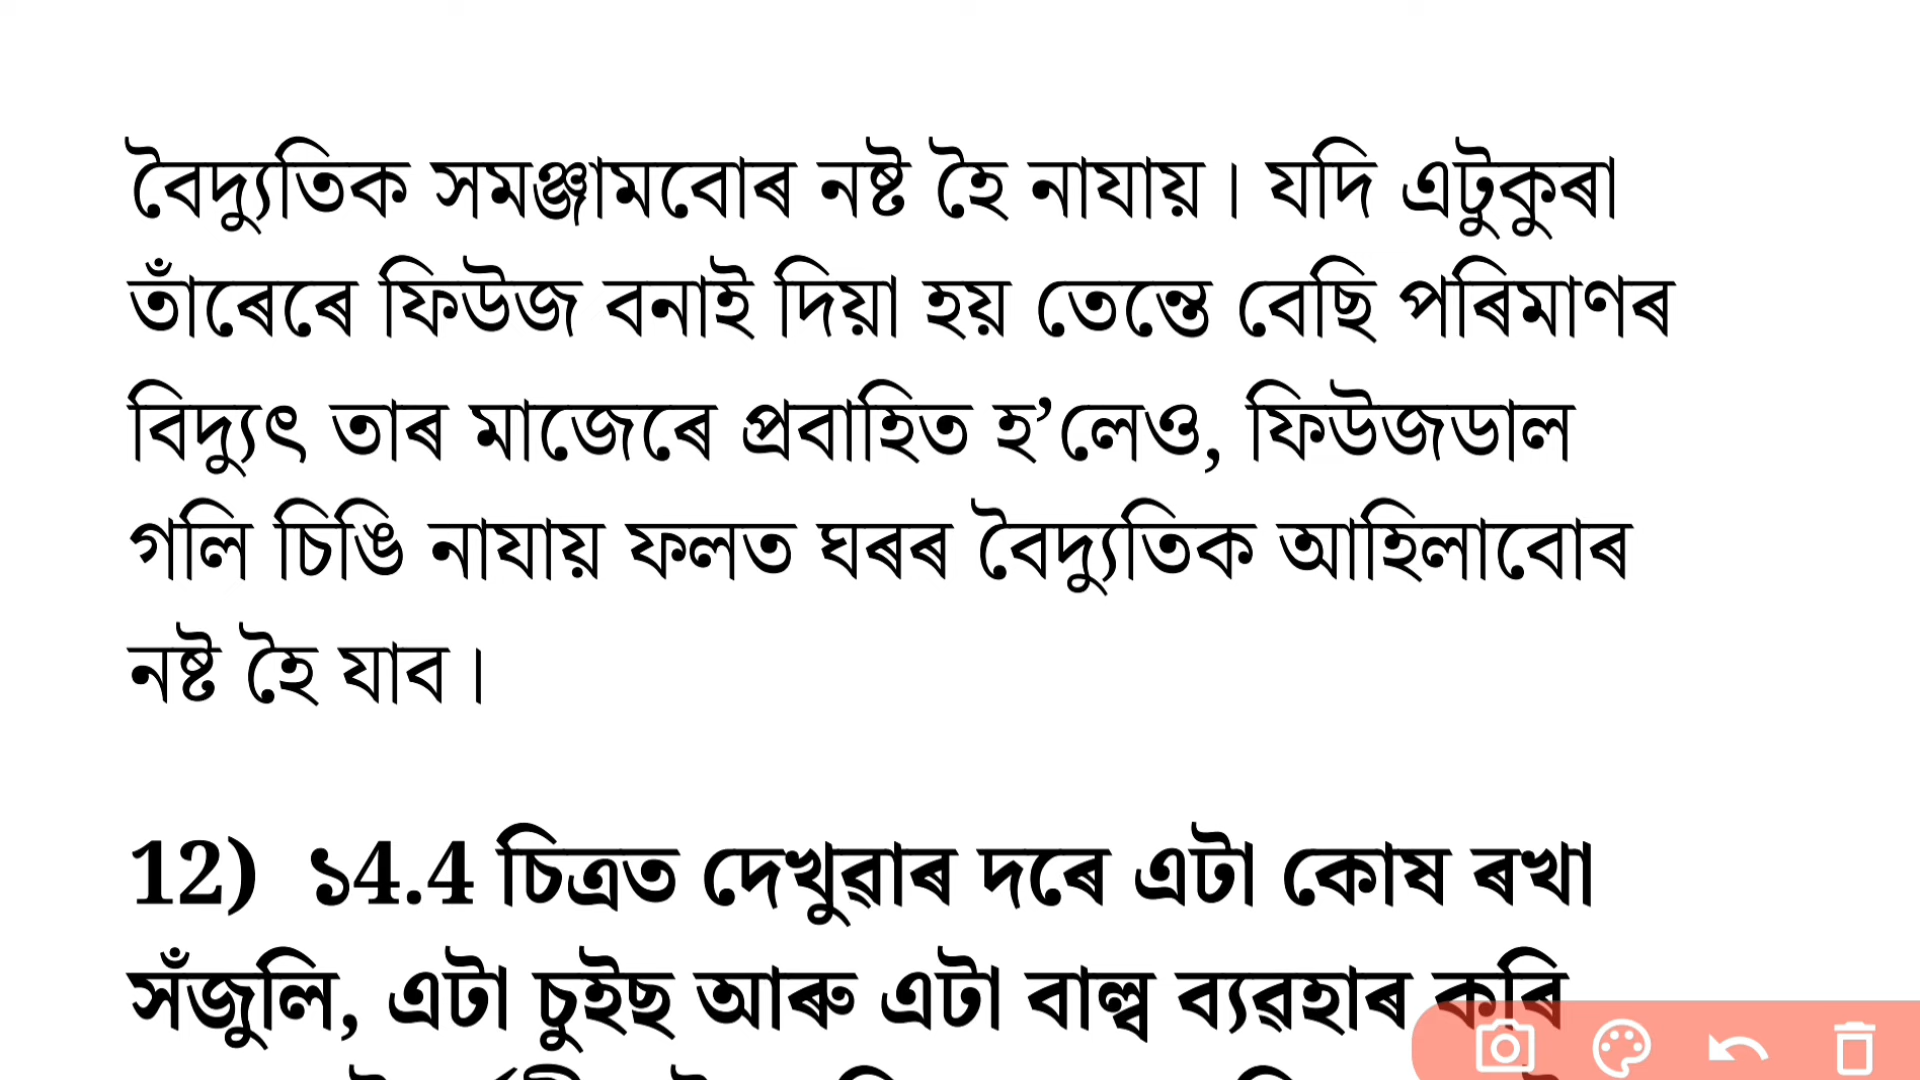 বৈদ্যুতিক সমঞ্জামবোৰ নষ্ট হৈ নাযায়। যদি এটুকুৰা
তাঁৰেৰে ফিউজ বনাই দিয়া হয় তেন্তে বেছি পৰিমাণৰ
বিদ্যুৎ তাৰ মাজেৰে প্ৰবাহিত হ’লেও, ফিউজডাল
গলি চিঙি নাযায় ফলত ঘৰৰ বৈদ্যুতিক আহিলাবোৰ
নষ্ট হৈ যাব।
12) ১4.4 চিত্ৰত দেখুৱাৰ দৰে এটা কোষ ৰখা
সঁজুলি, এটা চুইছ আৰু এটা বাল্ব ব্যৱহাৰ কৰি